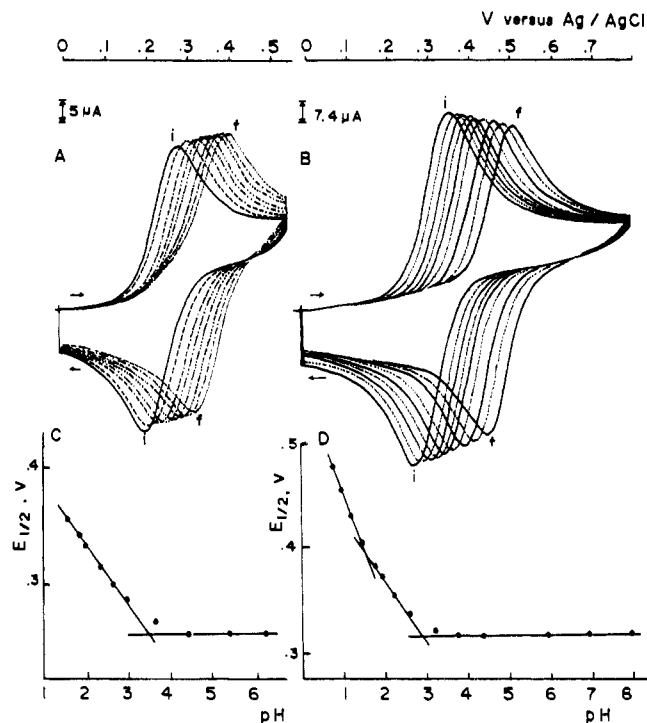 V versus Ag/AgCl
0 .1 .2 .3 .4 .5
0 .1 .2 .3 .4 .5 .6 .7
5 μA
7.4 μA
i f
i f
A
B
i f
i f
C
D
.4
.3
E1/2, V
.5
.4
.3
E1/2, V
1 2 3 4 5 6
pH
0 1 2 3 4 5 6 7 8
pH